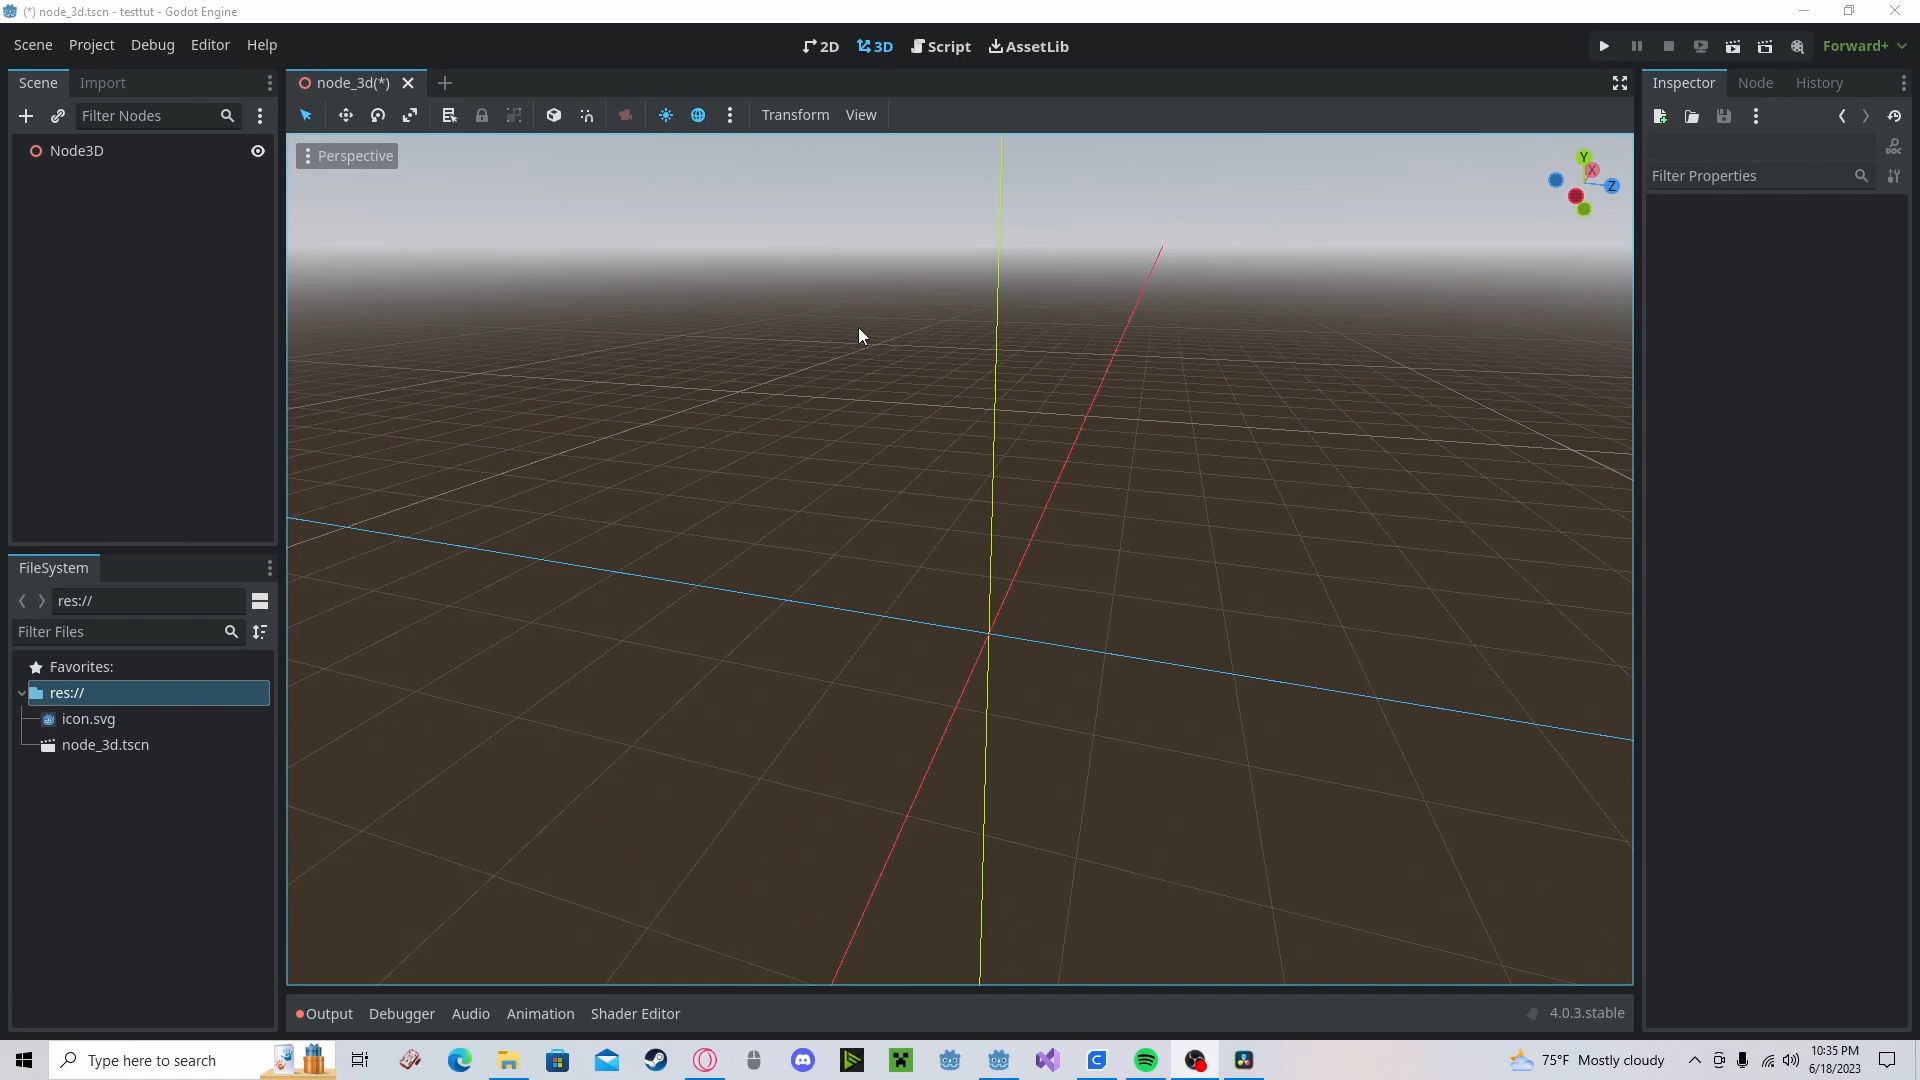 (*) node_3d.tscn - testtut - Godot Engine
Scene Project Debug Editor Help
2D 3D Script AssetLib
Forward+
Scene Import
node_3d(*)
Inspector Node History
Filter Nodes
Transform View
Node3D
Perspective
Y
X
Z
DOC
Filter Properties
FileSystem
res://
Filter Files
Favorites:
res://
icon.svg
node_3d.tscn
Output Debugger Audio Animation Shader Editor
4.0.3.stable
Type here to search
75°F Mostly cloudy
10:35 PM
6/18/2023